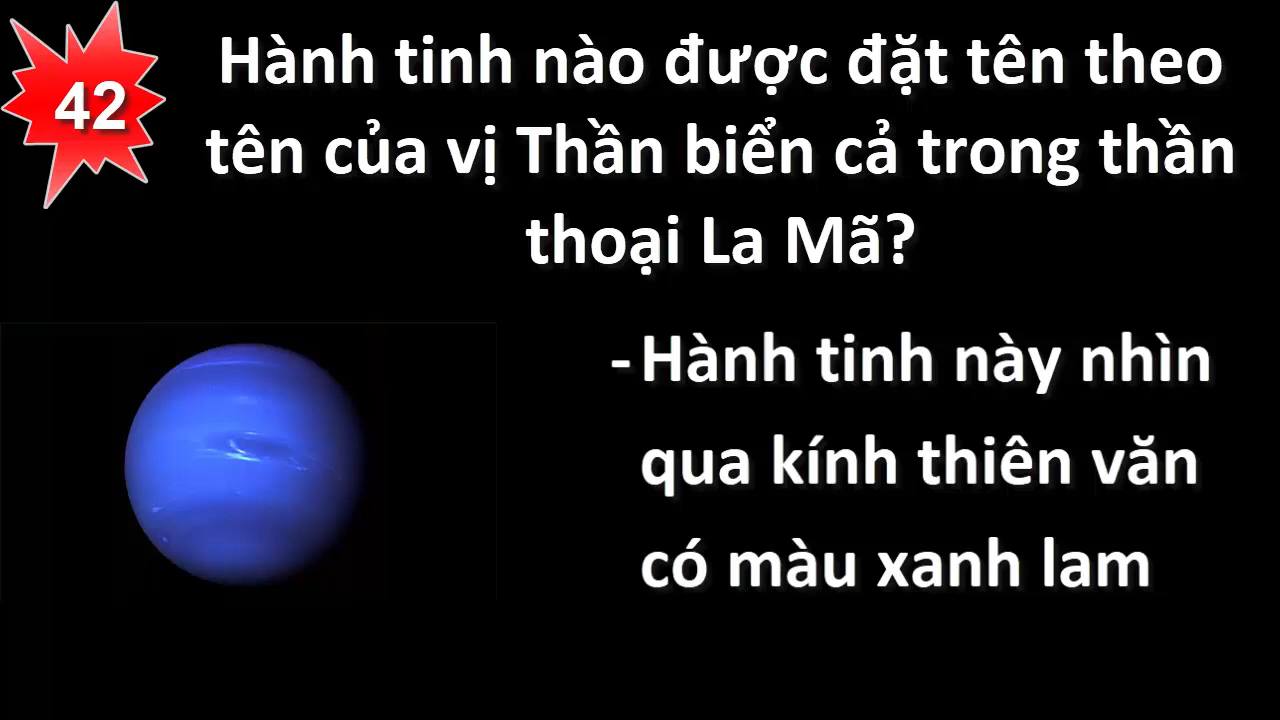 42
Hành tinh nào được đặt tên theo
tên của vị Thần biển cả trong thần
thoại La Mã?
- Hành tinh này nhìn
qua kính thiên văn
có màu xanh lam